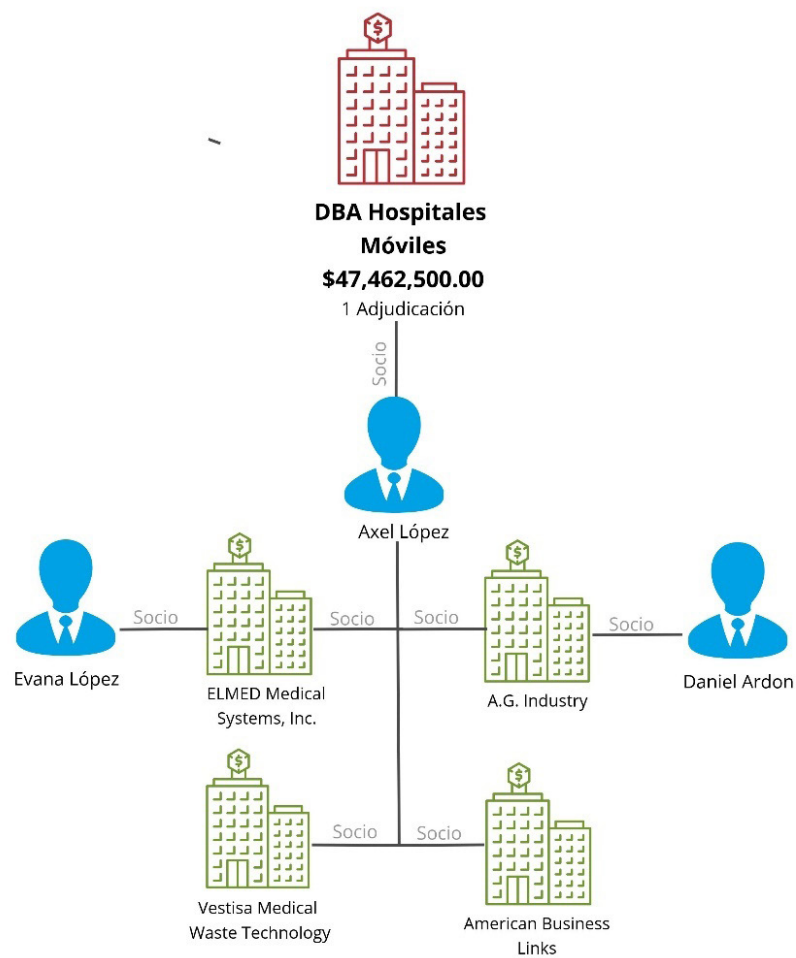 DBA Hospitales
Móviles
$47,462,500.00
1 Adjudicación
Socio
Axel López
Socio
Socio
Socio
Socio
Evana López
ELMED Medical
Systems, Inc.
A.G. Industry
Daniel Ardon
Socio
Socio
Vestisa Medical
Waste Technology
American Business
Links